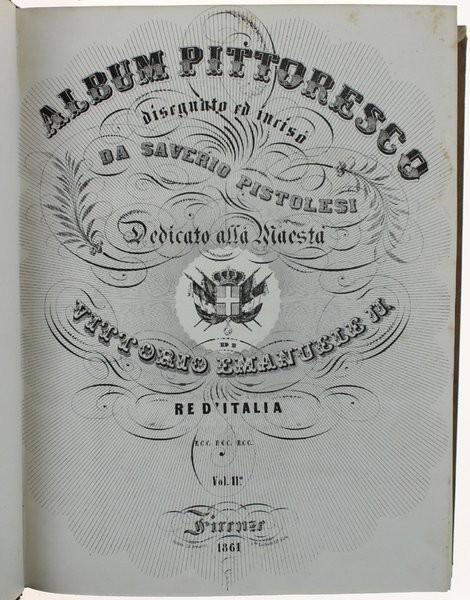 ALBUM PITTORESCO
disegnato ed inciso
DA SAVERIO PISTOLESI
Dedicato alla Maestà
DI
VITTORIO EMANUELE II.
RE D'ITALIA
ECC. ECC. ECC.
Vol. IIº
Firenze
1861